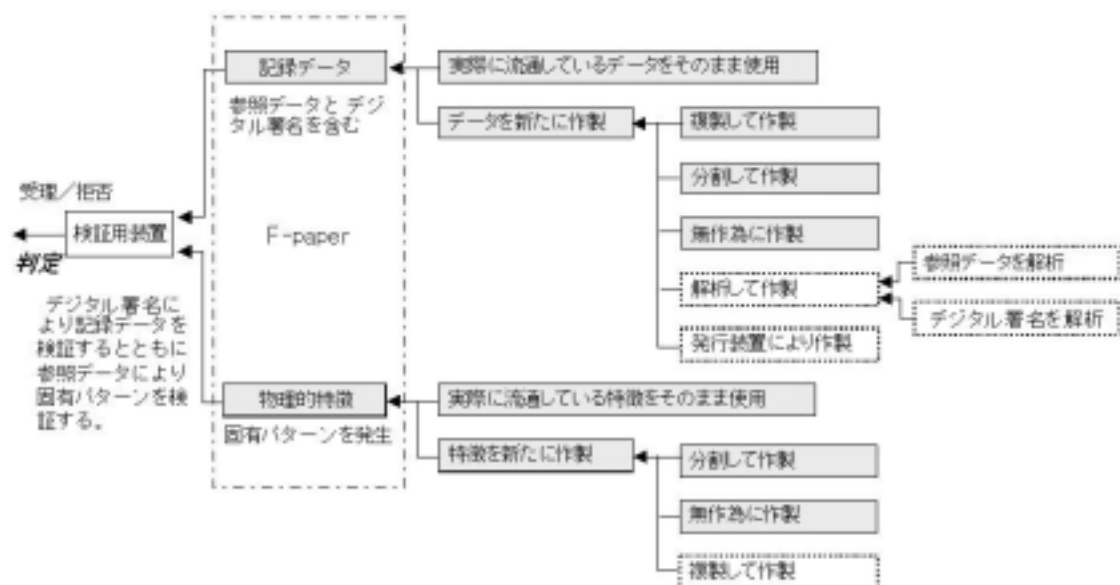 記録データ
実際に流通しているデータをそのまま使用
参照データと デジ
タル署名を含む
データを新たに作製
複製して作製
分割して作製
無作為に作製
解析して作製
参照データを解析
デジタル署名を解析
発行装置により作製
受理／拒否
検証用装置
判定
F-paper
デジタル署名に
より記録データを
検証するとともに
参照データにより
固有パターンを検
証する。
物理的特徴
実際に流通している特徴をそのまま使用
固有パターンを発生
特徴を新たに作製
分割して作製
無作為に作製
複製して作製